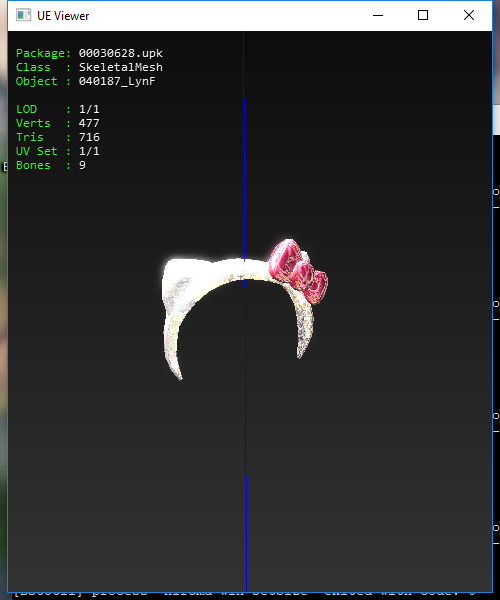 UE Viewer
Package: 00030628.upk
Class : SkeletalMesh
Object : 040187_LynF
LOD : 1/1
Verts : 477
Tris : 716
UV Set : 1/1
Bones : 9